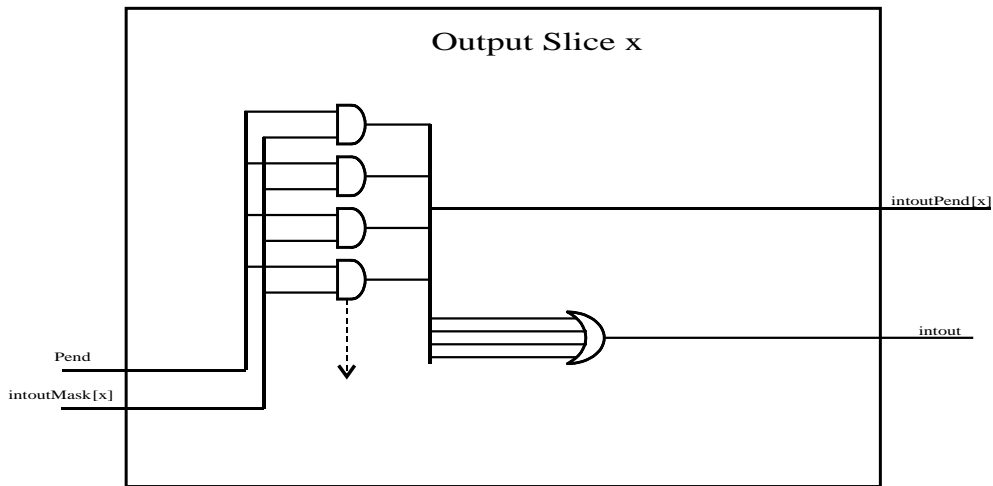 Output Slice x
intoutPend[x]
intout
Pend
intoutMask[x]